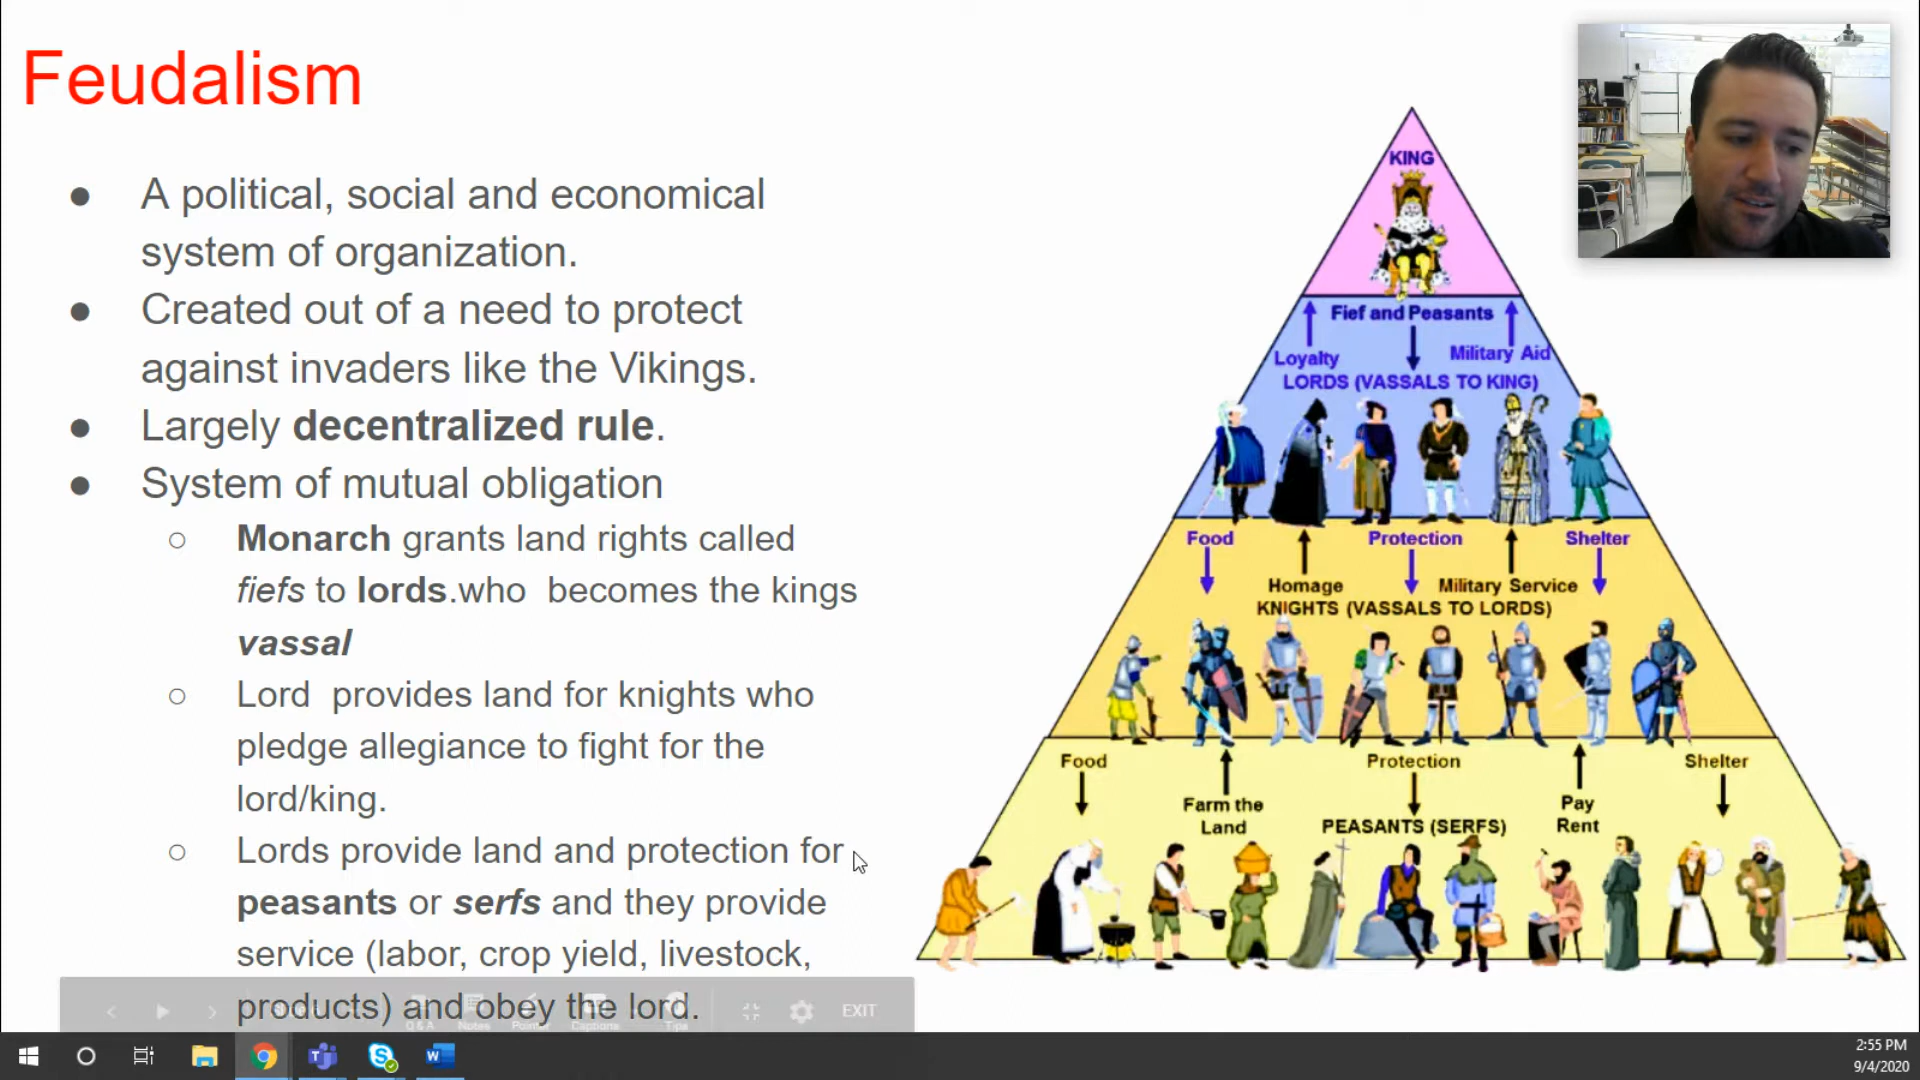 Feudalism
● A political, social and economical
system of organization.
● Created out of a need to protect
against invaders like the Vikings.
● Largely decentralized rule.
● System of mutual obligation
○ Monarch grants land rights called
fiefs to lords.who  becomes the kings
vassal
○ Lord  provides land for knights who
pledge allegiance to fight for the
lord/king.
○ Lords provide land and protection for
peasants or serfs and they provide
service (labor, crop yield, livestock,
products) and obey the lord.
KING
Fief and Peasants
Loyalty
Military Aid
LORDS (VASSALS TO KING)
Food
Protection
Shelter
Homage
Military Service
KNIGHTS (VASSALS TO LORDS)
Food
Protection
Shelter
Farm the
Land
Pay
Rent
PEASANTS (SERFS)
Q & A
Notes
Pointer
Captions
Tips
EXIT
2:55 PM
9/4/2020